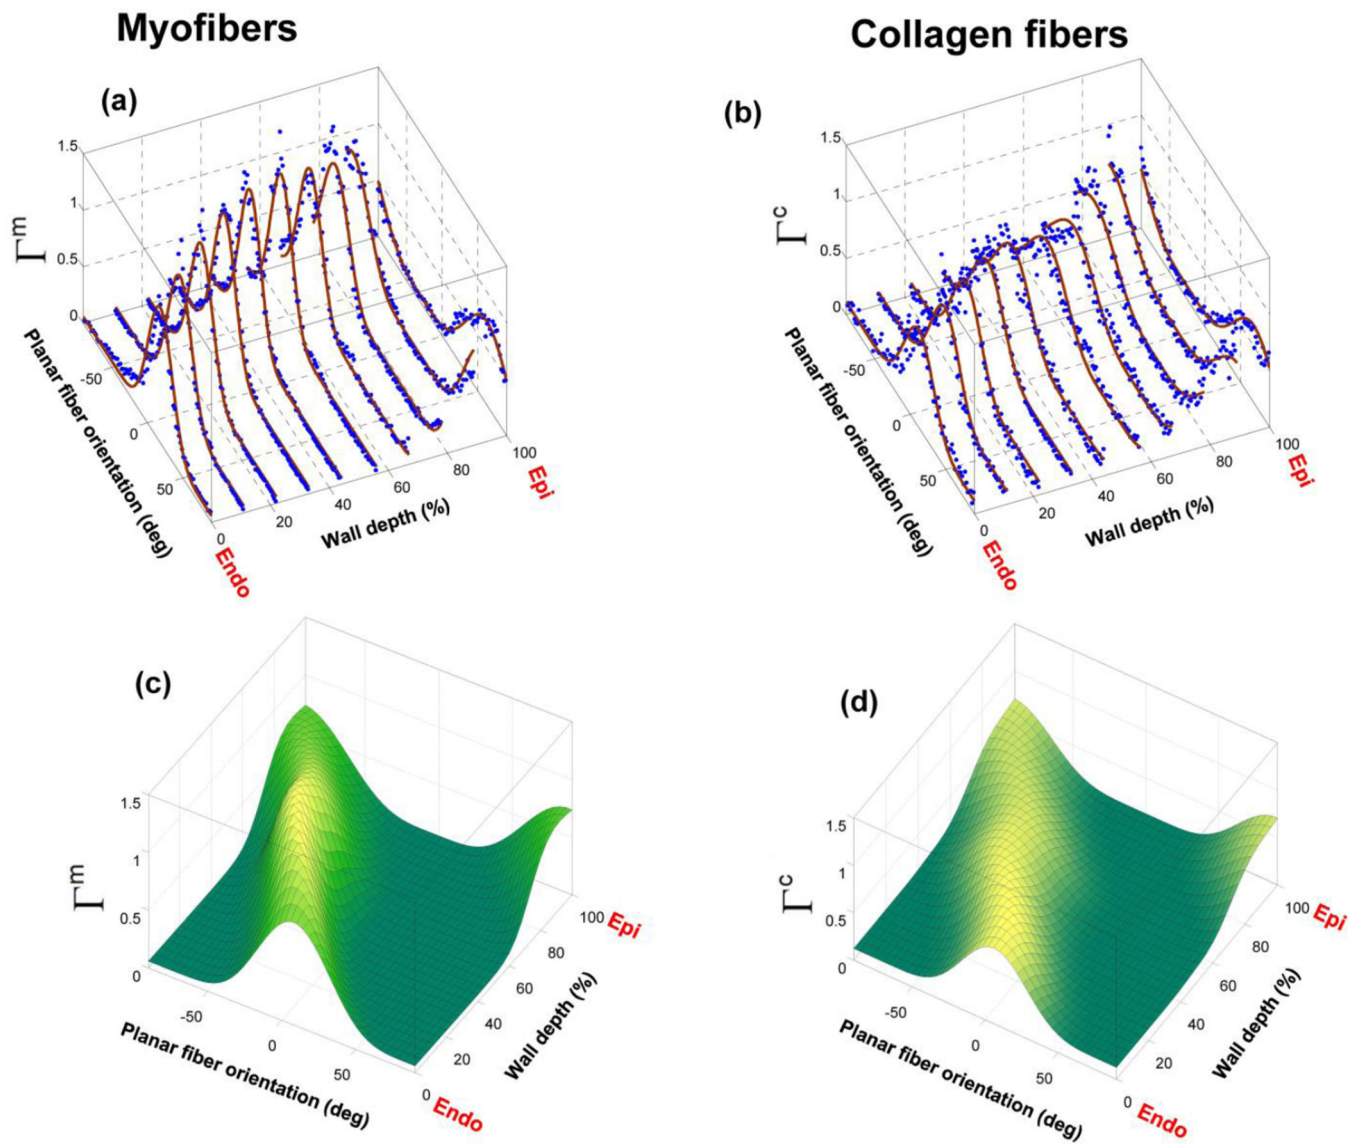 Myofibers
Collagen fibers
(a)
1.5
1
0.5
0
Γm
-50
0
50
Planar fiber orientation (deg)
0
20
40
60
80
100
Wall depth (%)
Endo
Epi
(b)
1.5
1
0.5
0
Γc
-50
0
50
Planar fiber orientation (deg)
0
20
40
60
80
100
Wall depth (%)
Endo
Epi
(c)
1.5
1
0.5
0
Γm
-50
0
50
Planar fiber orientation (deg)
0
20
40
60
80
100
Wall depth (%)
Endo
Epi
(d)
1.5
1
0.5
0
Γc
-50
0
50
Planar fiber orientation (deg)
0
20
40
60
80
100
Wall depth (%)
Endo
Epi